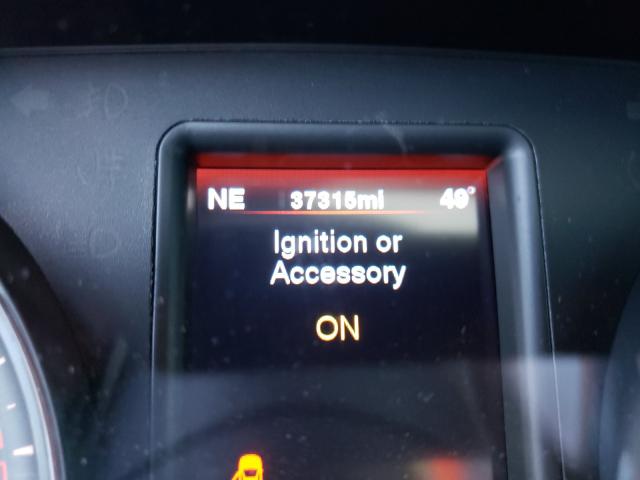 NE 37315mi 49°
Ignition or
Accessory
ON